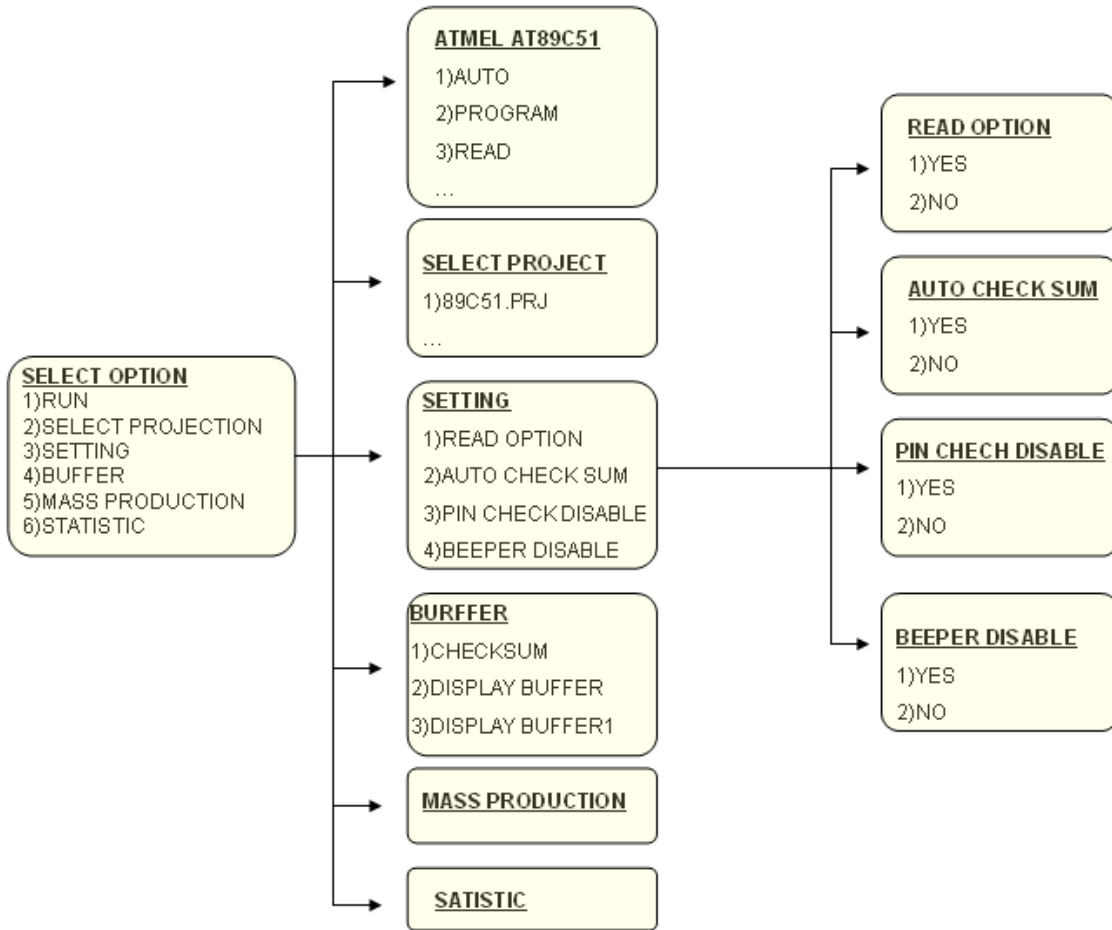 SELECT OPTION
1)RUN
2)SELECT PROJECTION
3)SETTING
4)BUFFER
5)MASS PRODUCTION
6)STATISTIC
ATMEL AT89C51
1)AUTO
2)PROGRAM
3)READ
...
SELECT PROJECT
1)89C51.PRJ
...
SETTING
1)READ OPTION
2)AUTO CHECK SUM
3)PIN CHECK DISABLE
4)BEEPER DISABLE
BURFFER
1)CHECKSUM
2)DISPLAY BUFFER
3)DISPLAY BUFFER1
MASS PRODUCTION
SATISTIC
READ OPTION
1)YES
2)NO
AUTO CHECK SUM
1)YES
2)NO
PIN CHECH DISABLE
1)YES
2)NO
BEEPER DISABLE
1)YES
2)NO